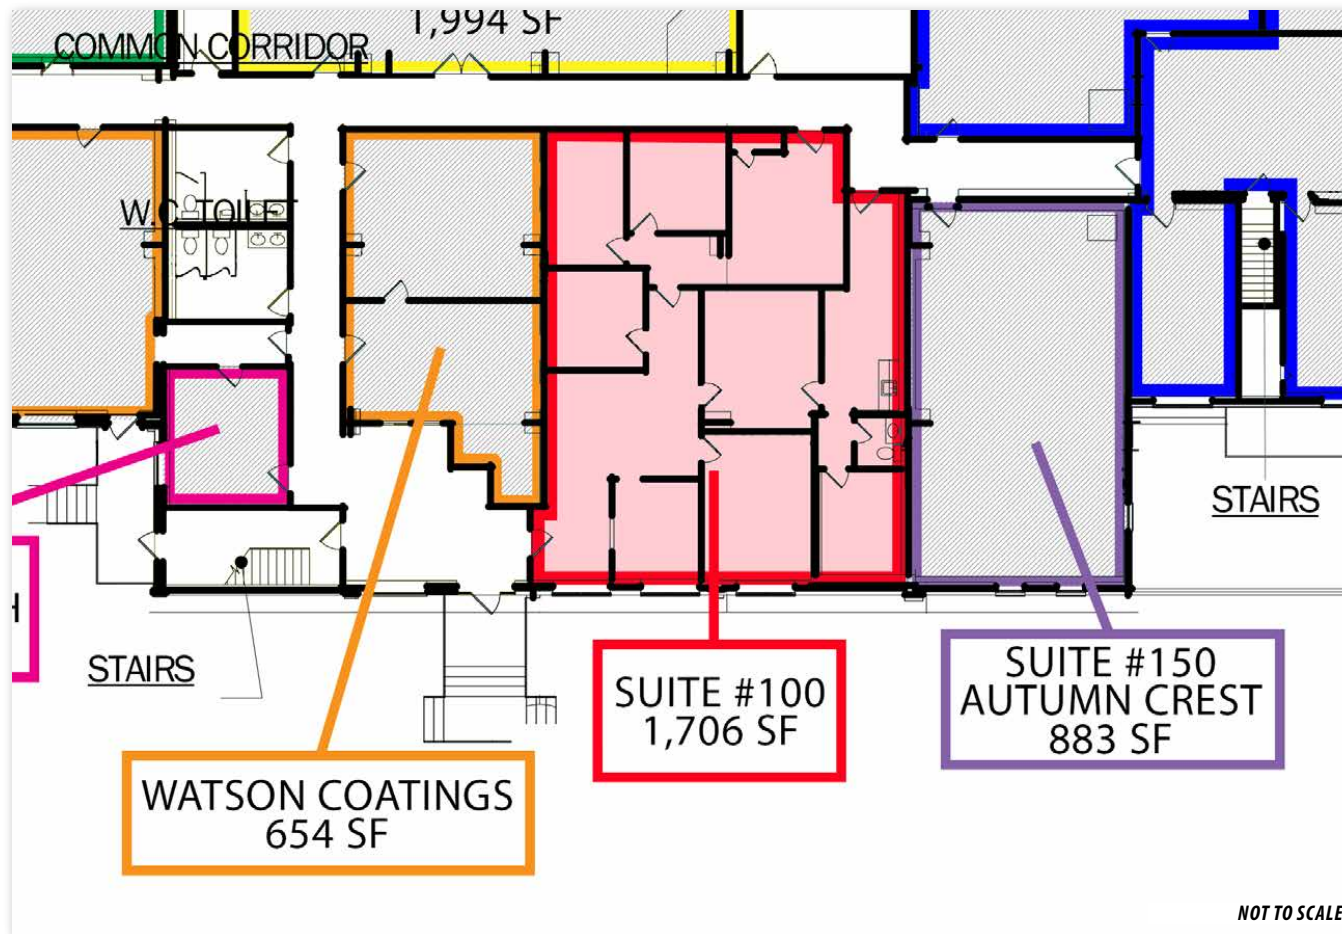 1,994 SF
COMMON CORRIDOR
W.C TOILET
STAIRS
STAIRS
SUITE #100
1,706 SF
SUITE #150
AUTUMN CREST
883 SF
WATSON COATINGS
654 SF
H
NOT TO SCALE